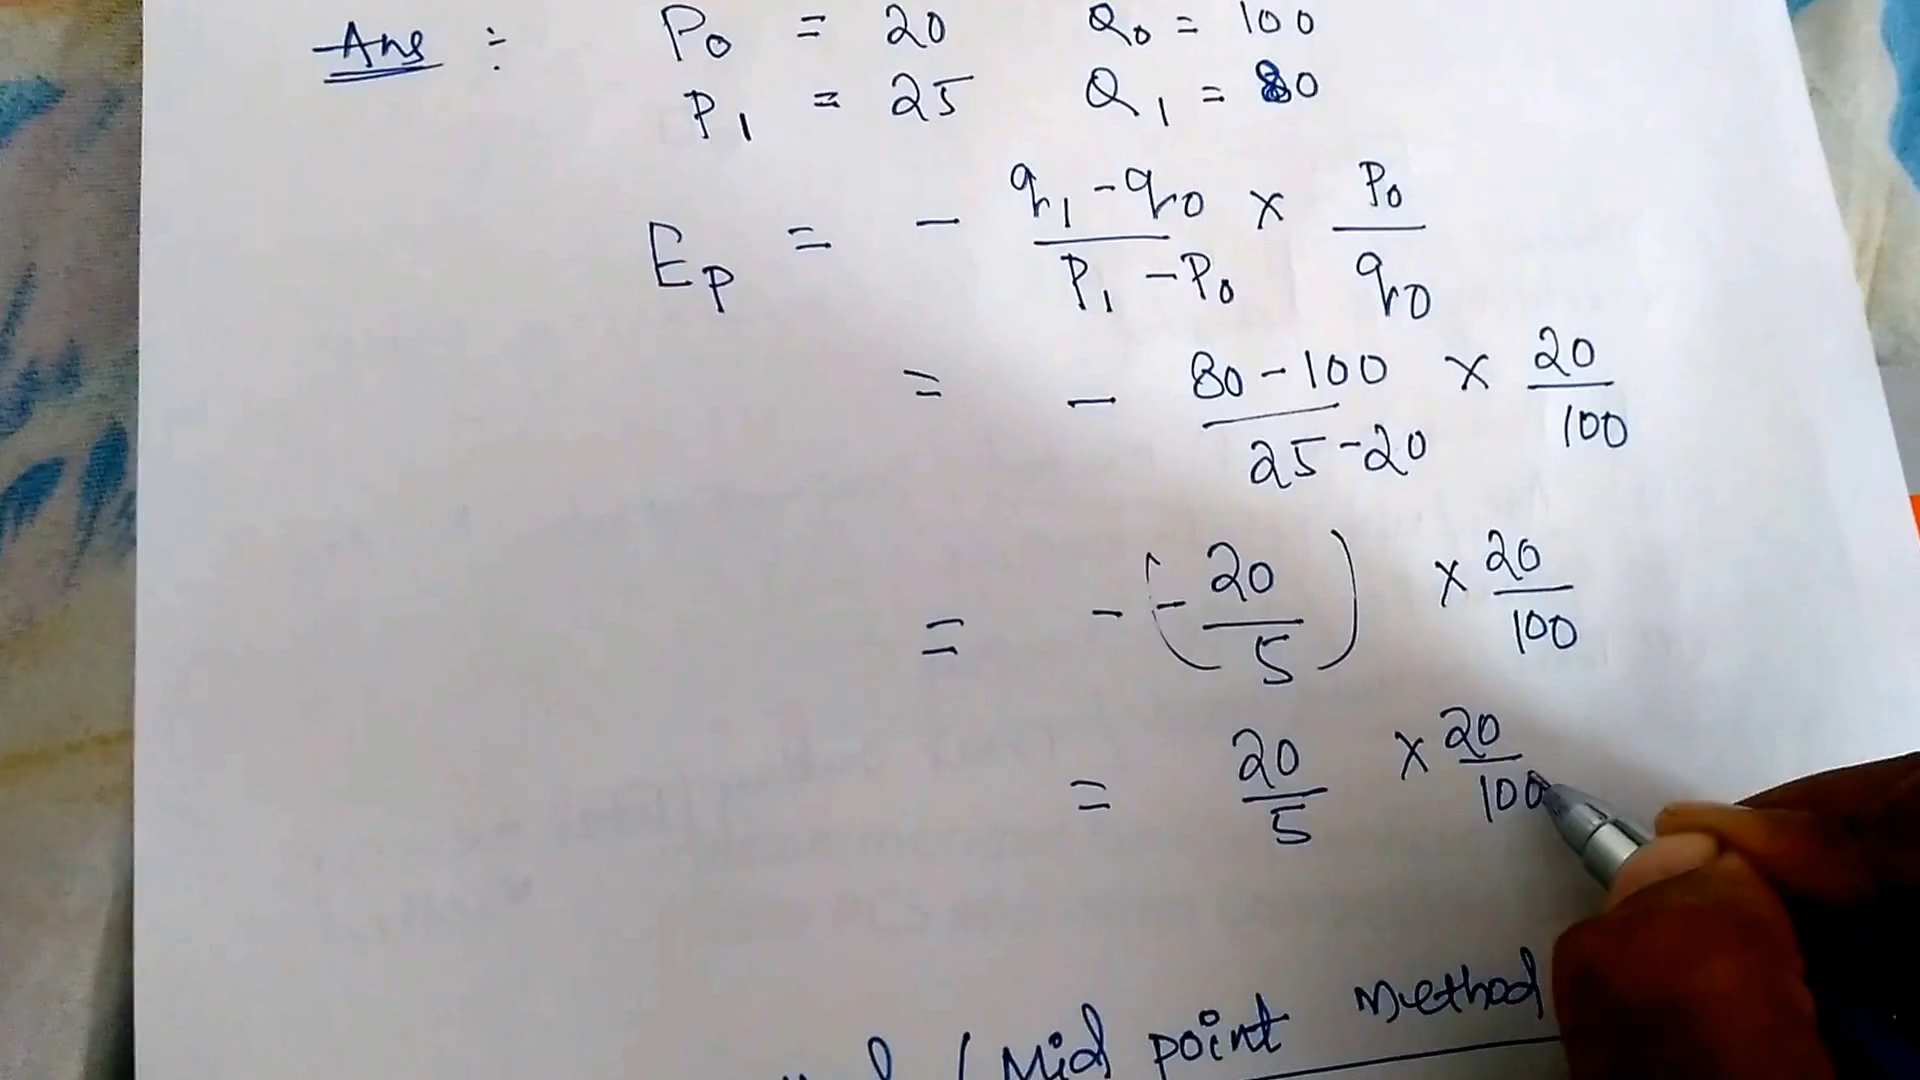 Ans : P0 = 20 Q0 = 100
P1 = 25 Q1 = 80
Ep = - q1 - q0 / P1 - P0 × P0 / q0
= - 80 - 100 / 25 - 20 × 20 / 100
= - (- 20 / 5) × 20 / 100
= 20 / 5 × 20 / 100
/ Mid point Method